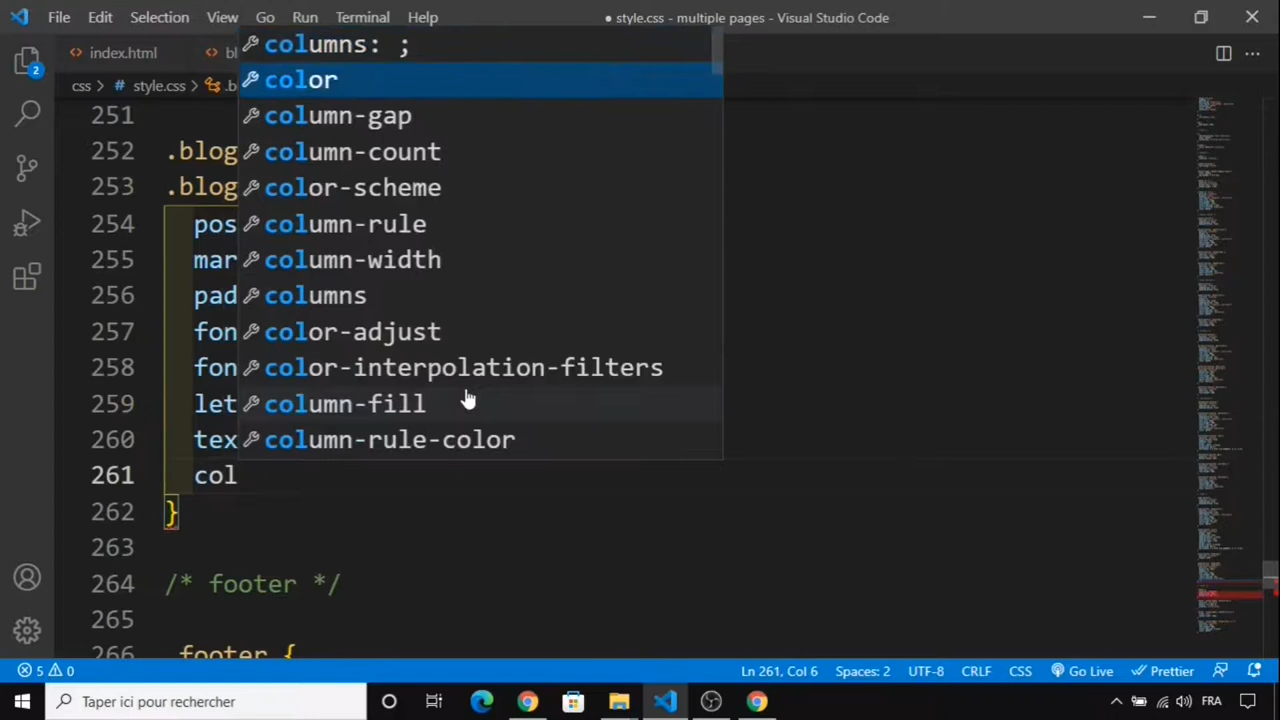 File Edit Selection View Go Run Terminal Help ● style.css - multiple pages - Visual Studio Code
index.html bl
css > # style.css > .b
columns: ;
color
column-gap
column-count
color-scheme
column-rule
column-width
columns
color-adjust
color-interpolation-filters
column-fill
column-rule-color
251
252 .blog
253 .blog
254 pos
255 mar
256 pad
257 fon
258 fon
259 let
260 tex
261 col
262 }
263
264 /* footer */
265
266 footer {
2
5 0 Ln 261, Col 6 Spaces: 2 UTF-8 CRLF CSS Go Live Prettier
Taper ici pour rechercher FRA